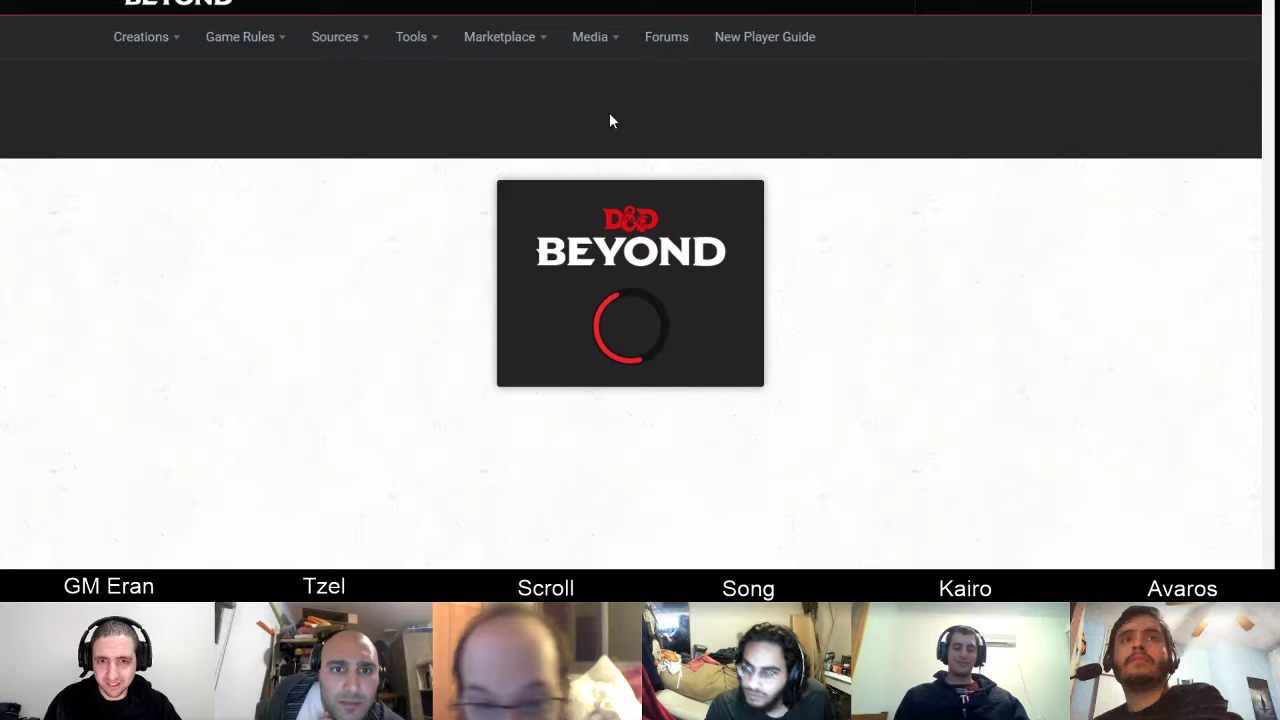 BEYOND
Creations Game Rules Sources Tools Marketplace Media Forums New Player Guide
D&D
BEYOND
GM Eran Tzel Scroll Song Kairo Avaros